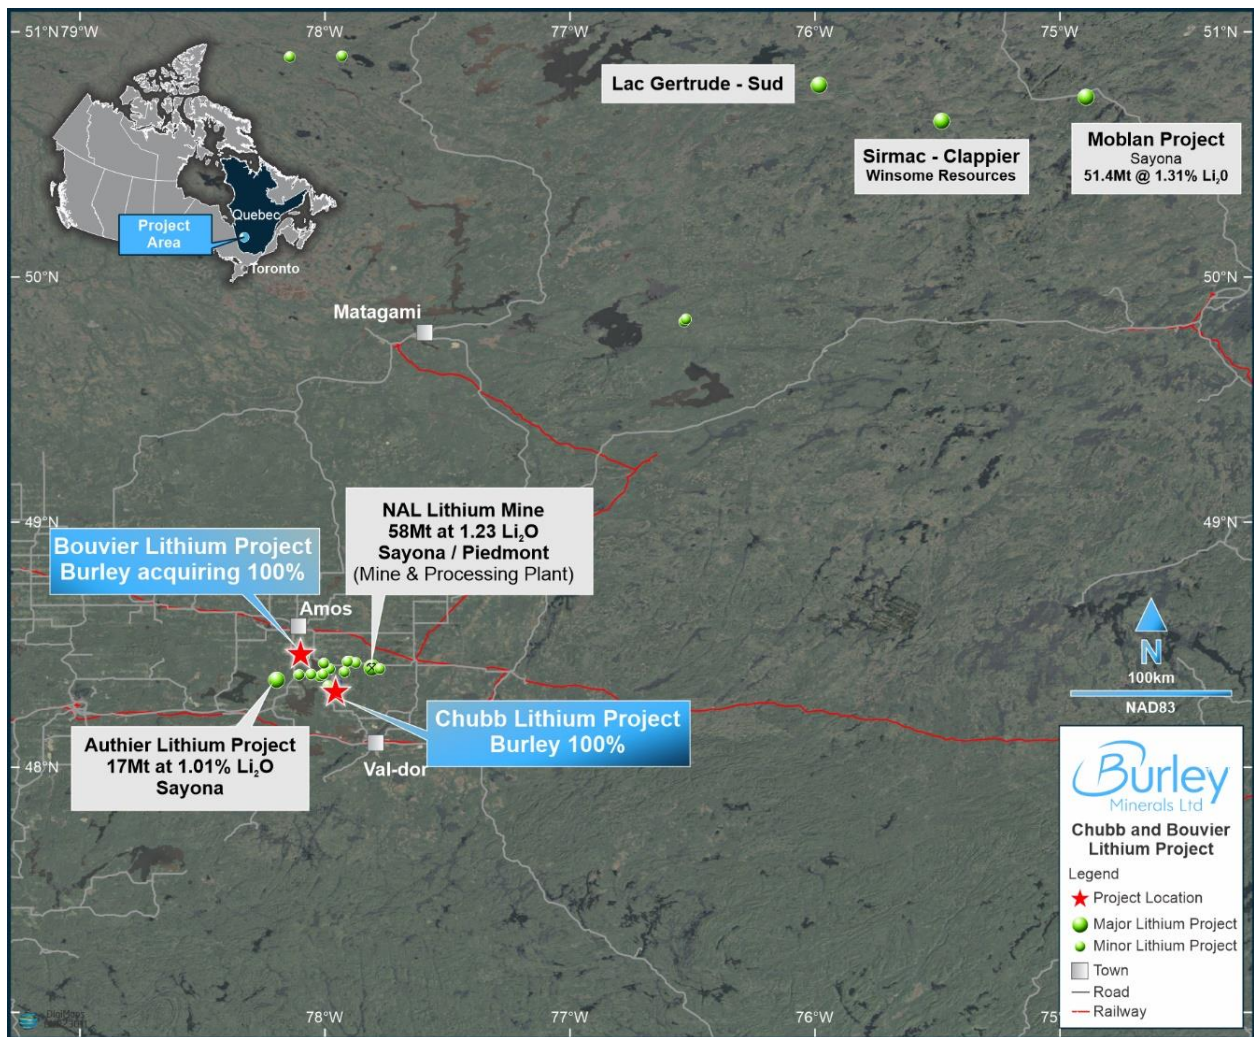 51°N
79°W
78°W
77°W
76°W
75°W
51°N
Lac Gertrude - Sud
Sirmac - Clappier
Winsome Resources
Moblan Project
Sayona
51.4Mt @ 1.31% Li₂0
Quebec
Project
Area
Toronto
50°N
50°N
Matagami
NAL Lithium Mine
58Mt at 1.23 Li₂O
Sayona / Piedmont
(Mine & Processing Plant)
49°N
49°N
Bouvier Lithium Project
Burley acquiring 100%
Amos
N
100km
NAD83
Chubb Lithium Project
Burley 100%
Authier Lithium Project
17Mt at 1.01% Li₂O
Sayona
Val-dor
48°N
Burley
Minerals Ltd
Chubb and Bouvier
Lithium Project
Legend
Project Location
Major Lithium Project
Minor Lithium Project
Town
Road
Railway
DigiMaps
78°W
77°W
76°W